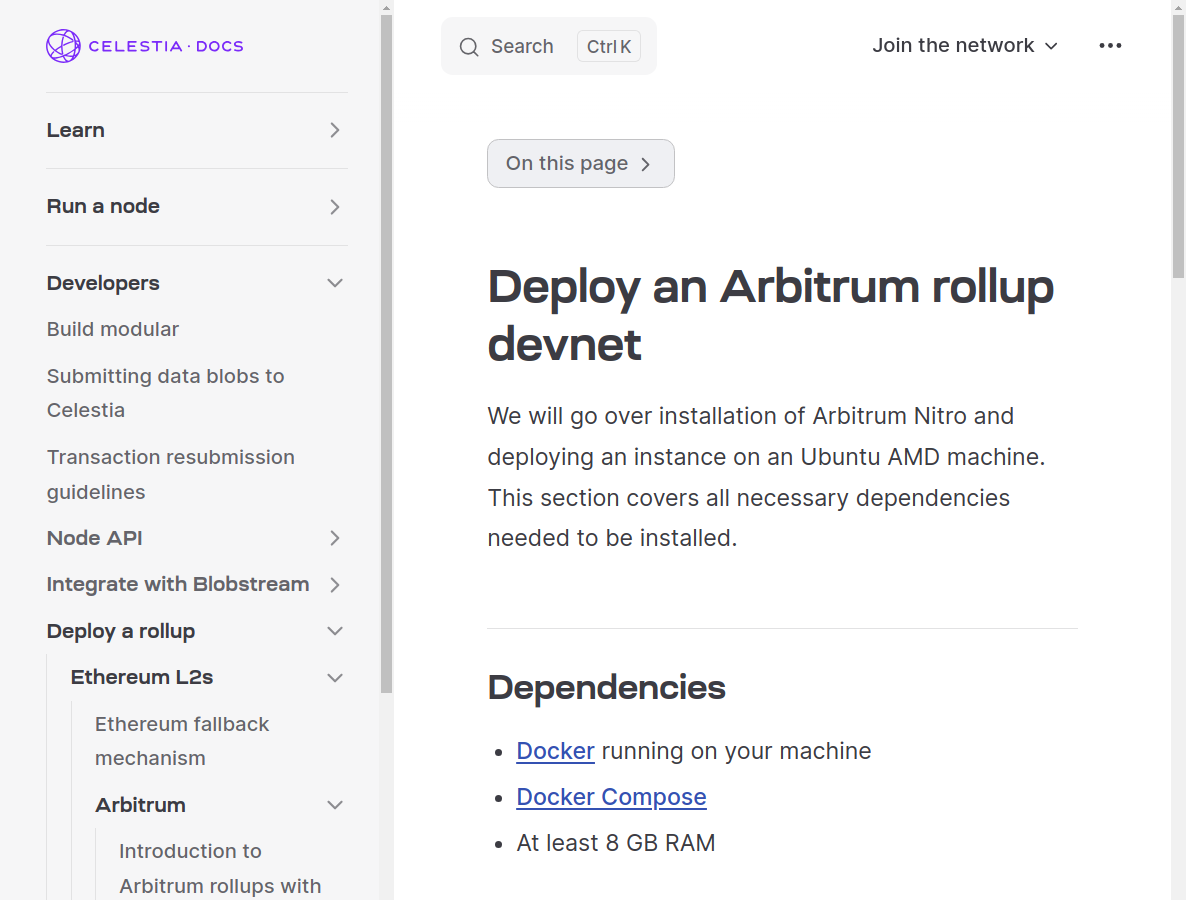 CELESTIA · DOCS
Learn
Run a node
Developers
Build modular
Submitting data blobs to
Celestia
Transaction resubmission
guidelines
Node API
Integrate with Blobstream
Deploy a rollup
Ethereum L2s
Ethereum fallback
mechanism
Arbitrum
Introduction to
Arbitrum rollups with
Search Ctrl K
Join the network
On this page
Deploy an Arbitrum rollup
devnet
We will go over installation of Arbitrum Nitro and
deploying an instance on an Ubuntu AMD machine.
This section covers all necessary dependencies
needed to be installed.
Dependencies
• Docker running on your machine
• Docker Compose
• At least 8 GB RAM